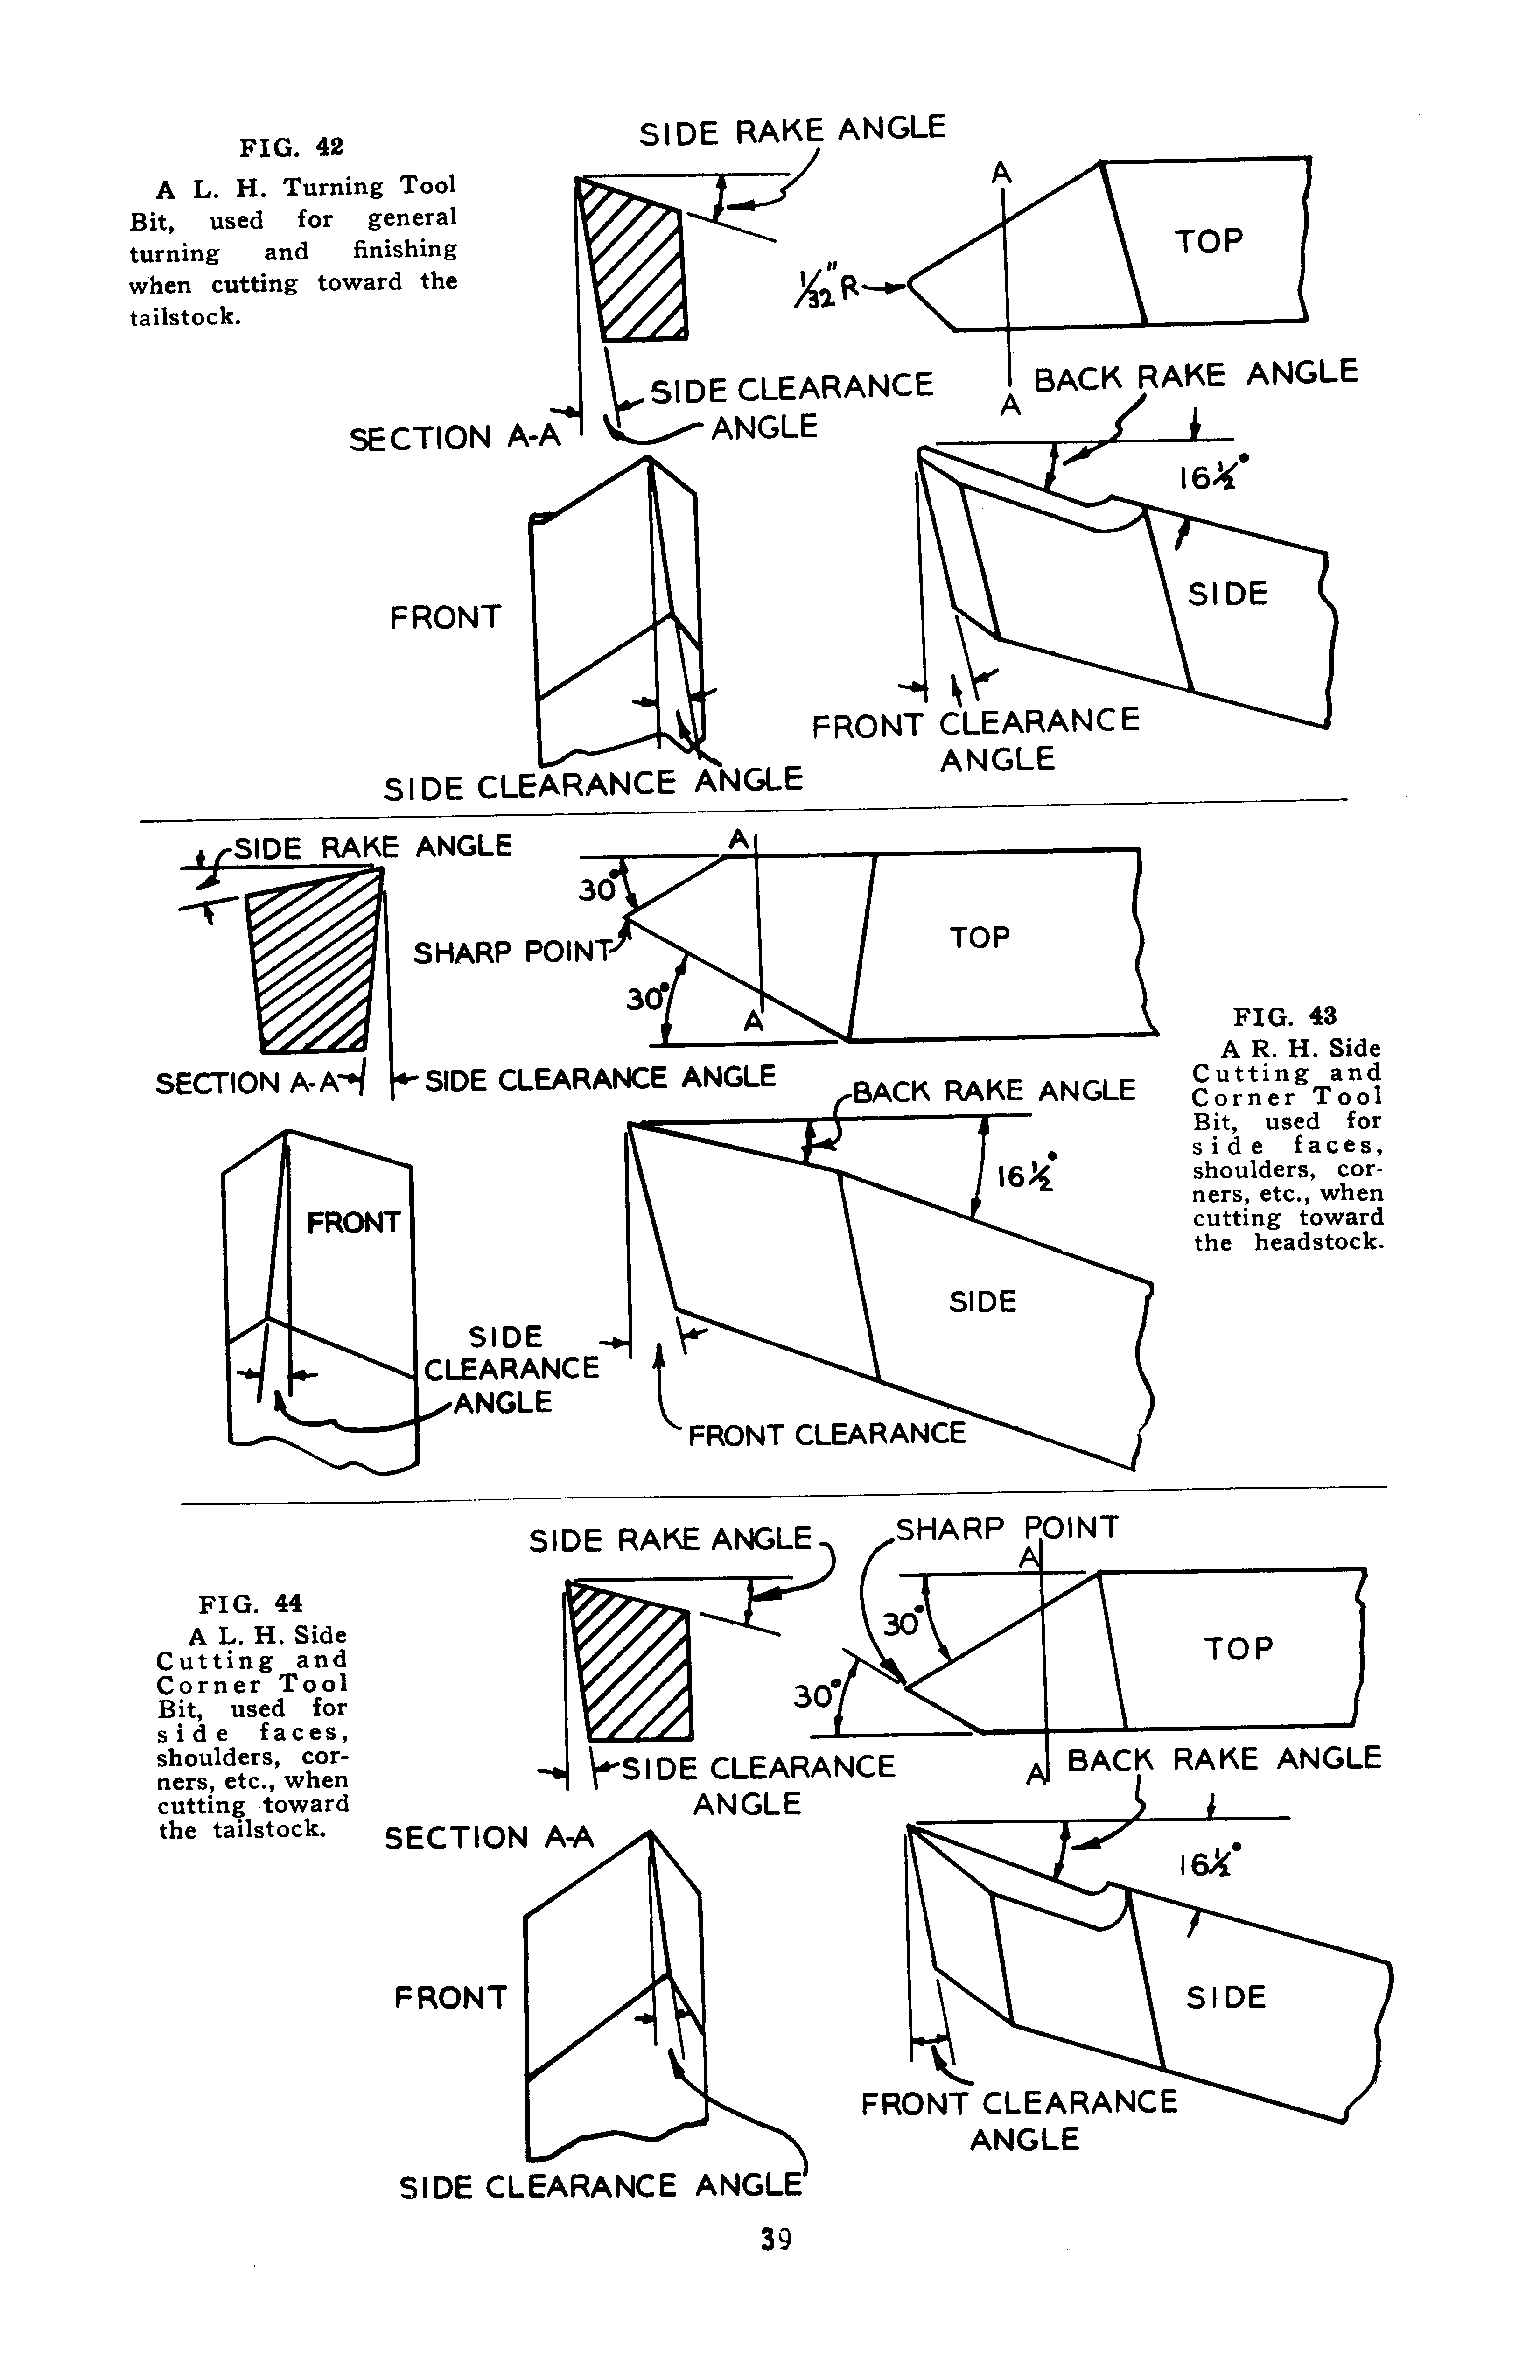 FIG. 42
A L. H. Turning Tool
Bit, used for general
turning and finishing
when cutting toward the
tailstock.
SIDE RAKE ANGLE
A
TOP
1/32" R
SIDE CLEARANCE
ANGLE
SECTION A-A
A
BACK RAKE ANGLE
16½°
FRONT
SIDE
FRONT CLEARANCE
ANGLE
SIDE CLEARANCE ANGLE
SIDE RAKE ANGLE
A
30°
SHARP POINT
TOP
30°
A
SECTION A-A
SIDE CLEARANCE ANGLE
FIG. 43
A R. H. Side
Cutting and
Corner Tool
Bit, used for
side faces,
shoulders, cor-
ners, etc., when
cutting toward
the headstock.
BACK RAKE ANGLE
16½°
FRONT
SIDE
SIDE
CLEARANCE
ANGLE
FRONT CLEARANCE
FIG. 44
A L. H. Side
Cutting and
Corner Tool
Bit, used for
side faces,
shoulders, cor-
ners, etc., when
cutting toward
the tailstock.
SIDE RAKE ANGLE
SHARP POINT
A
30°
TOP
30°
SIDE CLEARANCE
ANGLE
A
BACK RAKE ANGLE
SECTION A-A
16½°
FRONT
SIDE
FRONT CLEARANCE
ANGLE
SIDE CLEARANCE ANGLE
39